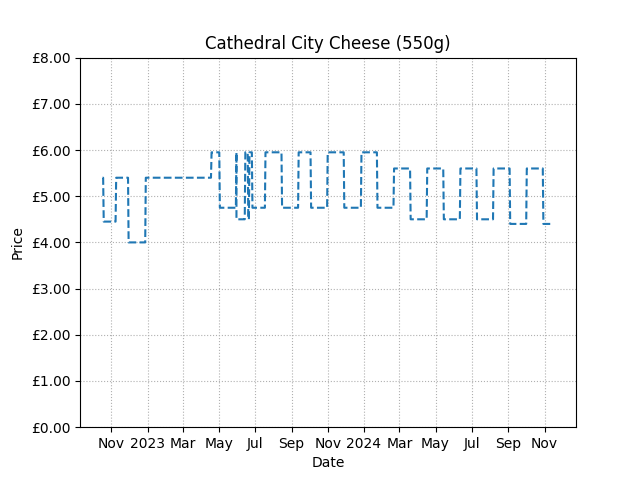 Cathedral City Cheese (550g)
£8.00
£7.00
£6.00
£5.00
£4.00
£3.00
£2.00
£1.00
£0.00
Price
Nov 2023 Mar May Jul Sep Nov 2024 Mar May Jul Sep Nov
Date